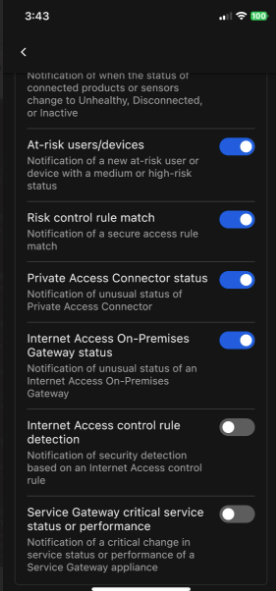 3:43
100
Notification of when the status of
connected products or sensors
change to Unhealthy, Disconnected,
or Inactive
At-risk users/devices
Notification of a new at-risk user or
device with a medium or high-risk
status
Risk control rule match
Notification of a secure access rule
match
Private Access Connector status
Notification of unusual status of
Private Access Connector
Internet Access On-Premises
Gateway status
Notification of unusual status of an
Internet Access On-Premises
Gateway
Internet Access control rule
detection
Notification of security detection
based on an Internet Access control
rule
Service Gateway critical service
status or performance
Notification of a critical change in
service status or performance of a
Service Gateway appliance